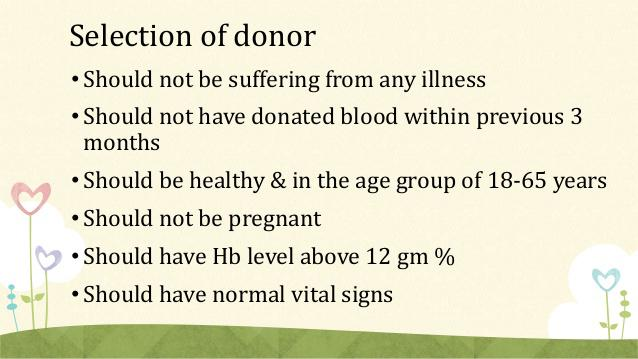 Selection of donor
•Should not be suffering from any illness
•Should not have donated blood within previous 3
months
•Should be healthy & in the age group of 18-65 years
•Should not be pregnant
•Should have Hb level above 12 gm %
•Should have normal vital signs